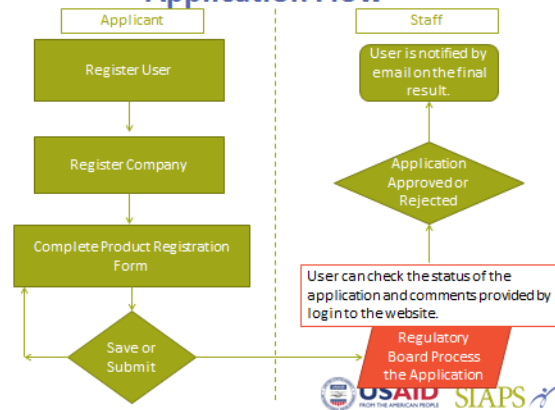 Application Flow
Applicant
Staff
Register User
Register Company
Complete Product Registration
Form
Save or
Submit
User is notified by
email on the final
result.
Application
Approved or
Rejected
User can check the status of the
application and comments provided by
login to the website.
Regulatory
Board Process
the Application
USAID
FROM THE AMERICAN PEOPLE
SIAPS